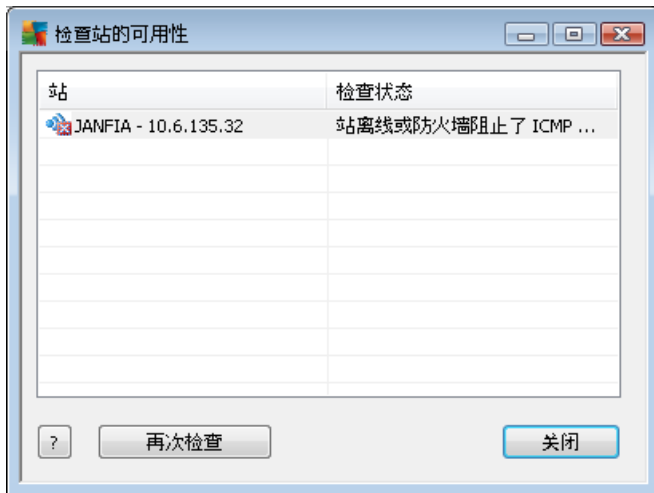 检查站的可用性
站 检查状态
JANFIA - 10.6.135.32 站离线或防火墙阻止了 ICMP ...
? 再次检查 关闭